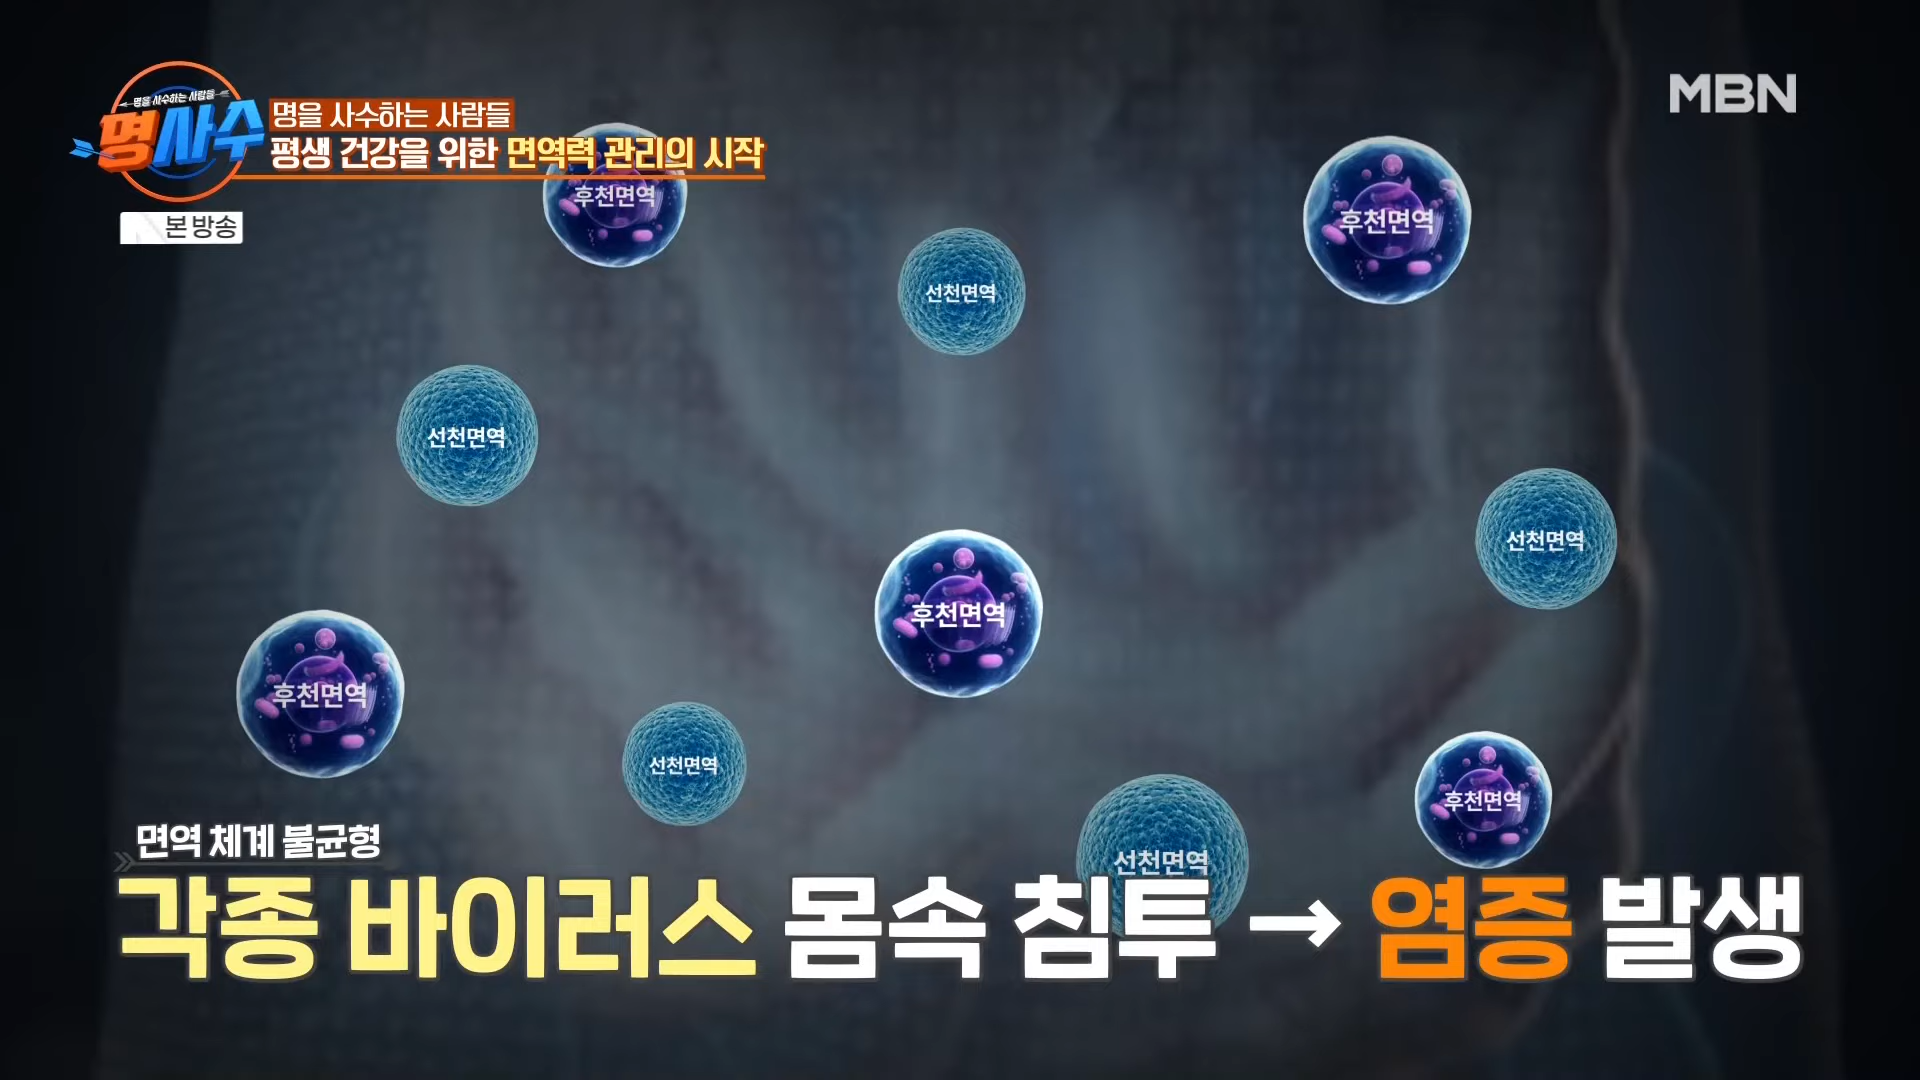 명을 사수하는 사람들
명사수
명을 사수하는 사람들
평생 건강을 위한 면역력 관리의 시작
본 방송
MBN
후천면역
후천면역
선천면역
선천면역
선천면역
후천면역
후천면역
선천면역
후천면역
선천면역
면역 체계 불균형
각종 바이러스 몸속 침투 → 염증 발생